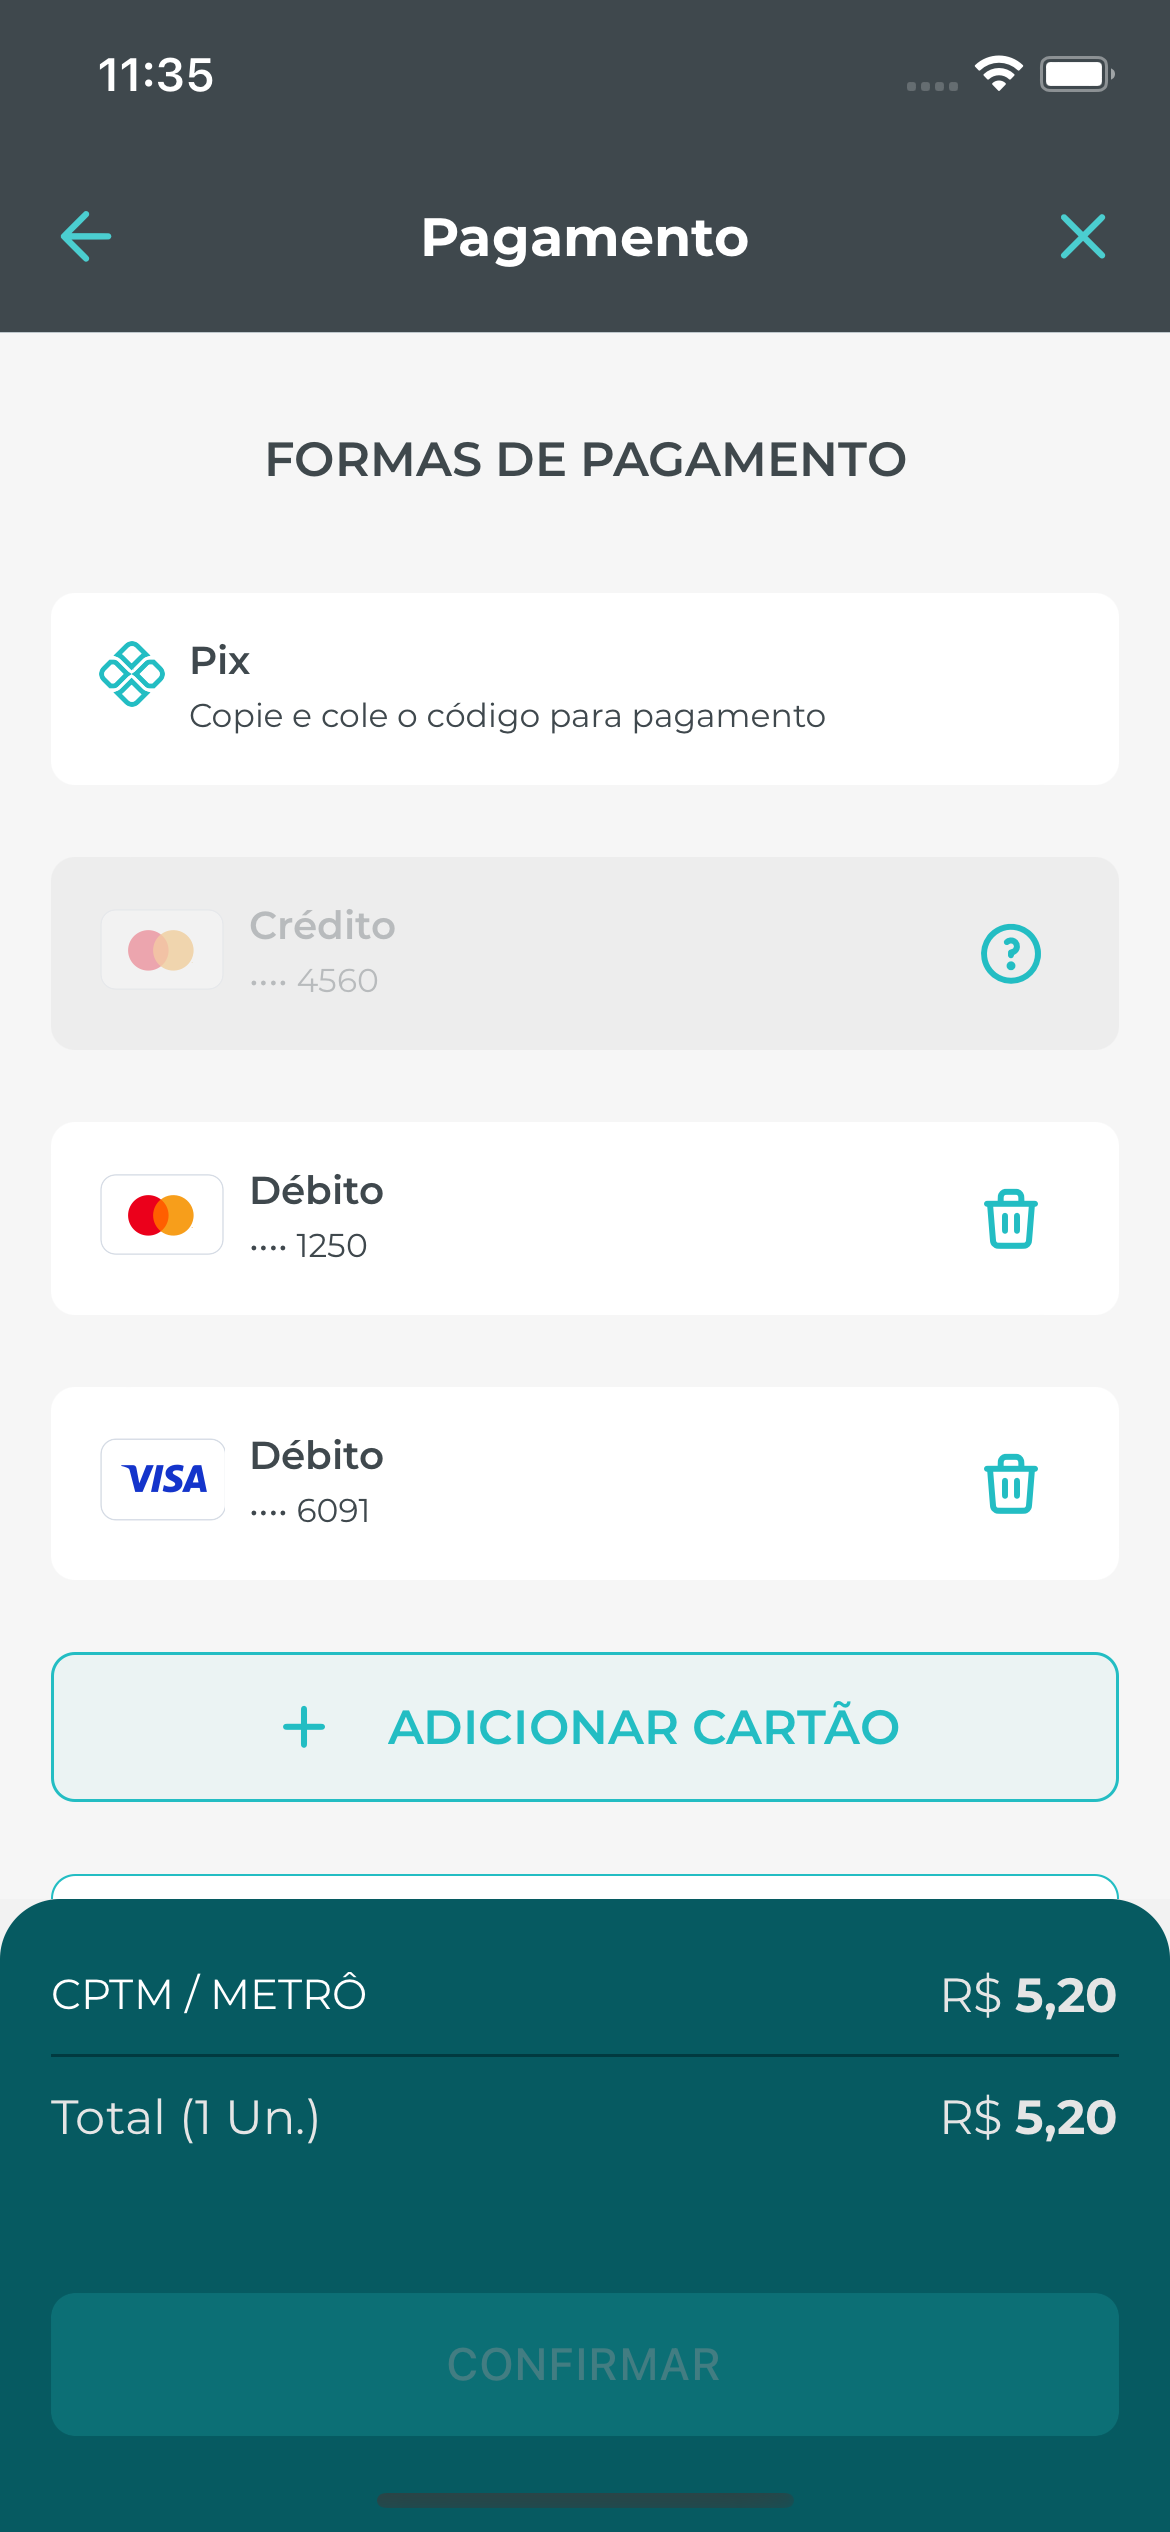 11:35
Pagamento
FORMAS DE PAGAMENTO
Pix
Copie e cole o código para pagamento
Crédito
•••• 4560
Débito
•••• 1250
VISA
Débito
•••• 6091
+ ADICIONAR CARTÃO
CPTM / METRÔ R$ 5,20
Total (1 Un.) R$ 5,20
CONFIRMAR